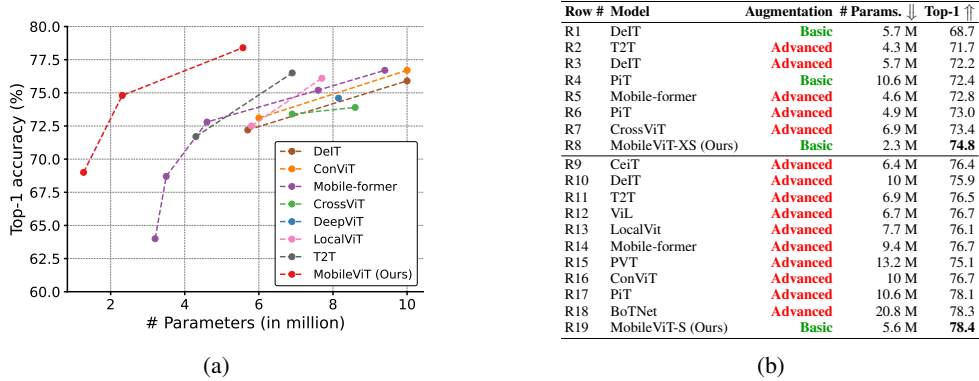 80.0
77.5
75.0
72.5
70.0
67.5
65.0
62.5
60.0
Top-1 accuracy (%)
DeIT
ConViT
Mobile-former
CrossViT
DeepViT
LocalViT
T2T
MobileViT (Ours)
2 4 6 8 10
# Parameters (in million)
(a)
Row # Model Augmentation # Params. ⇓ Top-1 ⇑
R1 DeIT Basic 5.7 M 68.7
R2 T2T Advanced 4.3 M 71.7
R3 DeIT Advanced 5.7 M 72.2
R4 PiT Basic 10.6 M 72.4
R5 Mobile-former Advanced 4.6 M 72.8
R6 PiT Advanced 4.9 M 73.0
R7 CrossViT Advanced 6.9 M 73.4
R8 MobileViT-XS (Ours) Basic 2.3 M 74.8
R9 CeiT Advanced 6.4 M 76.4
R10 DeIT Advanced 10 M 75.9
R11 T2T Advanced 6.9 M 76.5
R12 ViL Advanced 6.7 M 76.7
R13 LocalVit Advanced 7.7 M 76.1
R14 Mobile-former Advanced 9.4 M 76.7
R15 PVT Advanced 13.2 M 75.1
R16 ConViT Advanced 10 M 76.7
R17 PiT Advanced 10.6 M 78.1
R18 BoTNet Advanced 20.8 M 78.3
R19 MobileViT-S (Ours) Basic 5.6 M 78.4
(b)